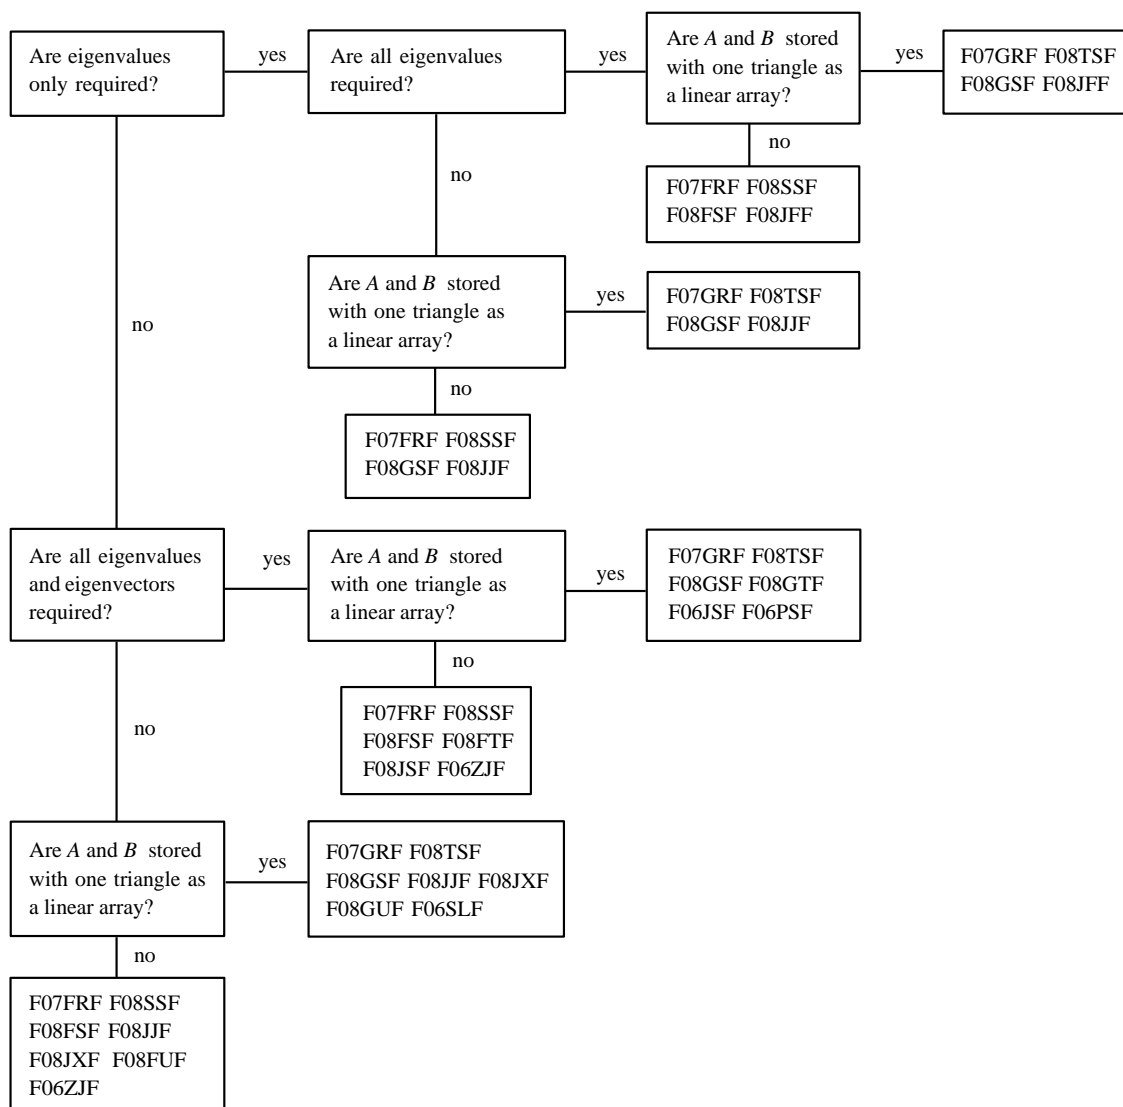 Are eigenvalues
only required?
yes
Are all eigenvalues
required?
yes
Are A and B stored
with one triangle as
a linear array?
yes
F07GRF F08TSF
F08GSF F08JFF
no
F07FRF F08SSF
F08FSF F08JFF
no
Are A and B stored
with one triangle as
a linear array?
yes
F07GRF F08TSF
F08GSF F08JJF
no
F07FRF F08SSF
F08GSF F08JJF
no
Are all eigenvalues
and eigenvectors
required?
yes
Are A and B stored
with one triangle as
a linear array?
yes
F07GRF F08TSF
F08GSF F08GTF
F06JSF F06PSF
no
F07FRF F08SSF
F08FSF F08FTF
F08JSF F06ZJF
no
Are A and B stored
with one triangle as
a linear array?
yes
F07GRF F08TSF
F08GSF F08JJF F08JXF
F08GUF F06SLF
no
F07FRF F08SSF
F08FSF F08JJF
F08JXF F08FUF
F06ZJF